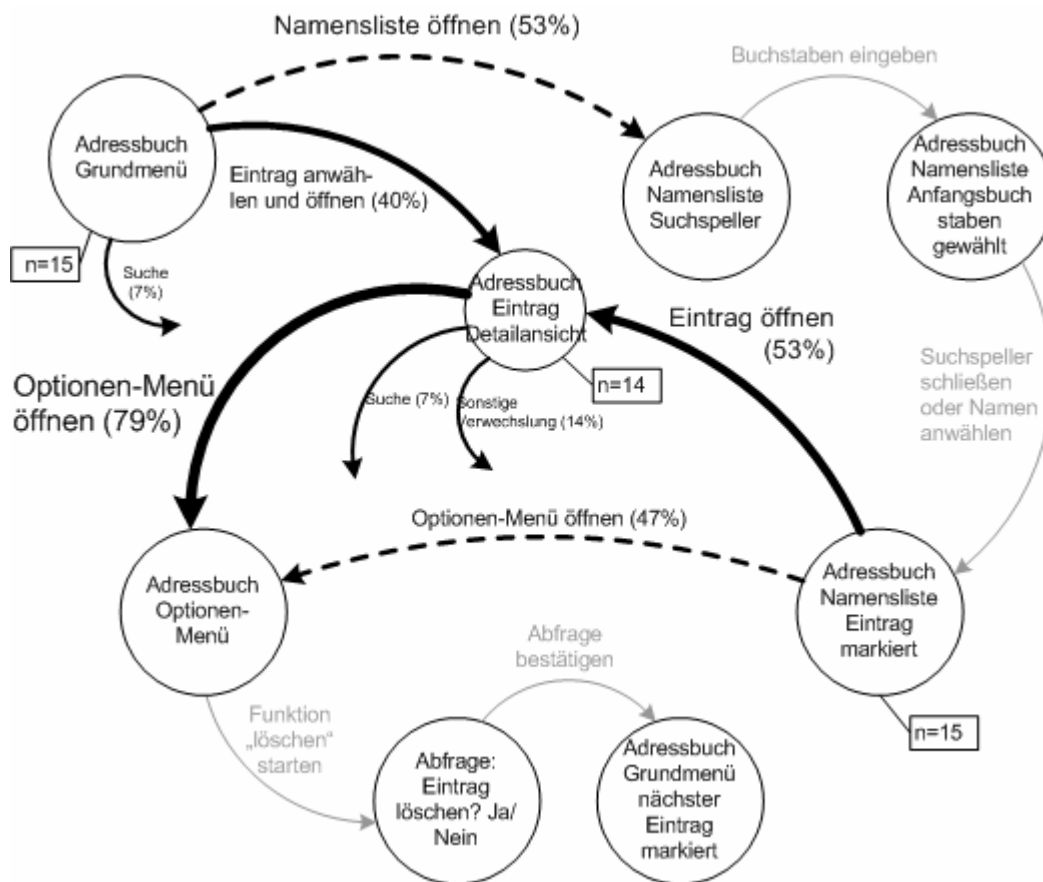 Namensliste öffnen (53%)
Buchstaben eingeben
Adressbuch
Grundmenü
Adressbuch
Namensliste
Suchspeller
Adressbuch
Namensliste
Anfangsbuch
staben
gewählt
Eintrag anwäh-
len und öffnen (40%)
n=15
Suche
(7%)
Adressbuch
Eintrag
Detailansicht
Eintrag öffnen
(53%)
Suchspeller
schließen
oder Namen
anwählen
Optionen-Menü
öffnen (79%)
n=14
Suche (7%)
Sonstige
Verwechslung (14%)
Optionen-Menü öffnen (47%)
Adressbuch
Optionen-
Menü
Adressbuch
Namensliste
Eintrag
markiert
n=15
Abfrage
bestätigen
Funktion
„löschen“
starten
Abfrage:
Eintrag
löschen? Ja/
Nein
Adressbuch
Grundmenü
nächster
Eintrag
markiert